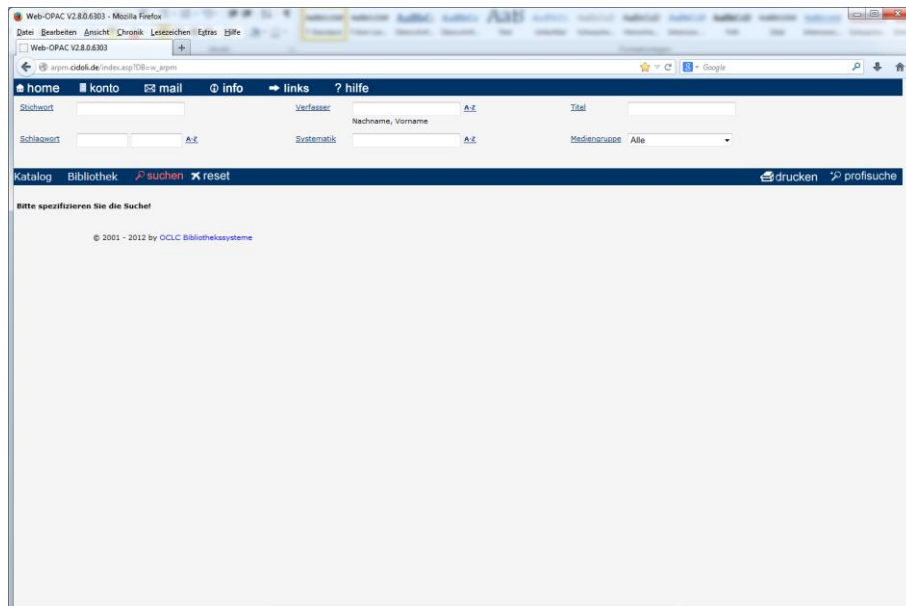 Web-OPAC V2.8.0.6303 - Mozilla Firefox
Datei Bearbeiten Ansicht Chronik Lesezeichen Extras Hilfe
Web-OPAC V2.8.0.6303 +
arpm.cidoli.de/index.asp?DB=w_arpm Google
home konto mail info links ? hilfe
Stichwort Verfasser A-Z Titel
Nachname, Vorname
Schlagwort A-Z Systematik A-Z Mediengruppe Alle
Katalog Bibliothek suchen reset drucken profisuche
Bitte spezifizieren Sie die Suche!
© 2001 - 2012 by OCLC Bibliothekssysteme